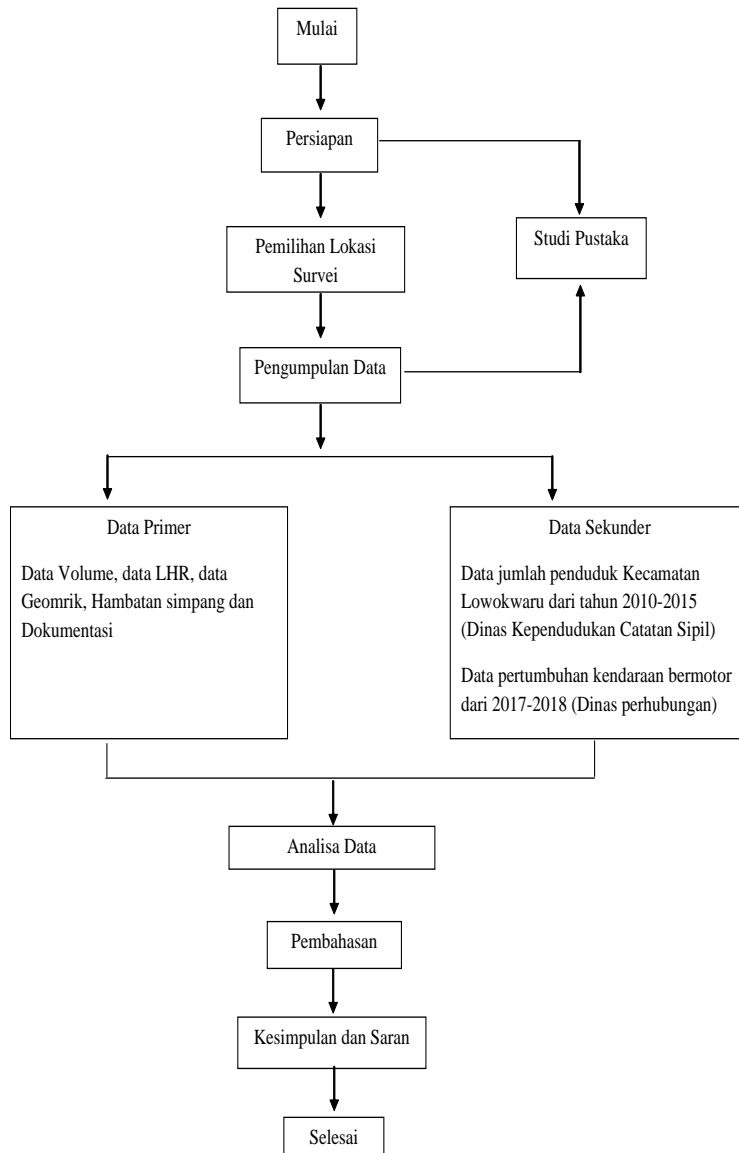 Mulai
Persiapan
Studi Pustaka
Pemilihan Lokasi
Survei
Pengumpulan Data
Data Primer
Data Volume, data LHR, data
Geomrik, Hambatan simpang dan
Dokumentasi
Data Sekunder
Data jumlah penduduk Kecamatan
Lowokwaru dari tahun 2010-2015
(Dinas Kependudukan Catatan Sipil)
Data pertumbuhan kendaraan bermotor
dari 2017-2018 (Dinas perhubungan)
Analisa Data
Pembahasan
Kesimpulan dan Saran
Selesai